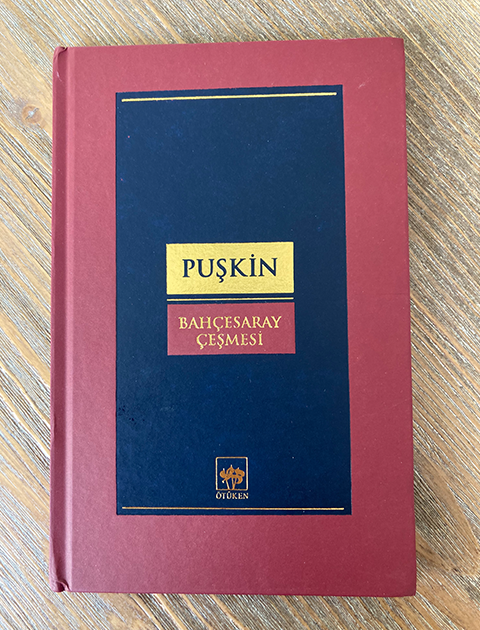 PUŞKİN
BAHÇESARAY
ÇEŞMESİ
ÖTÜKEN